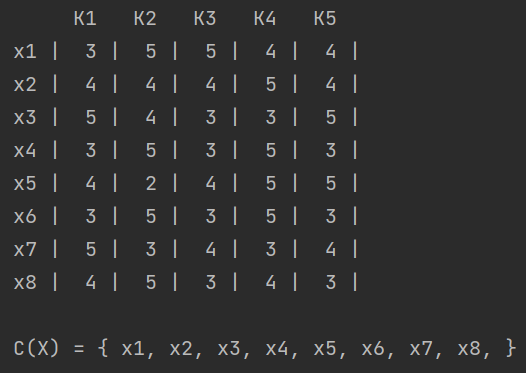 K1 K2 K3 K4 K5
x1 | 3 | 5 | 5 | 4 | 4 |
x2 | 4 | 4 | 4 | 5 | 4 |
x3 | 5 | 4 | 3 | 3 | 5 |
x4 | 3 | 5 | 3 | 5 | 3 |
x5 | 4 | 2 | 4 | 5 | 5 |
x6 | 3 | 5 | 3 | 5 | 3 |
x7 | 5 | 3 | 4 | 3 | 4 |
x8 | 4 | 5 | 3 | 4 | 3 |
C(X) = { x1, x2, x3, x4, x5, x6, x7, x8, }